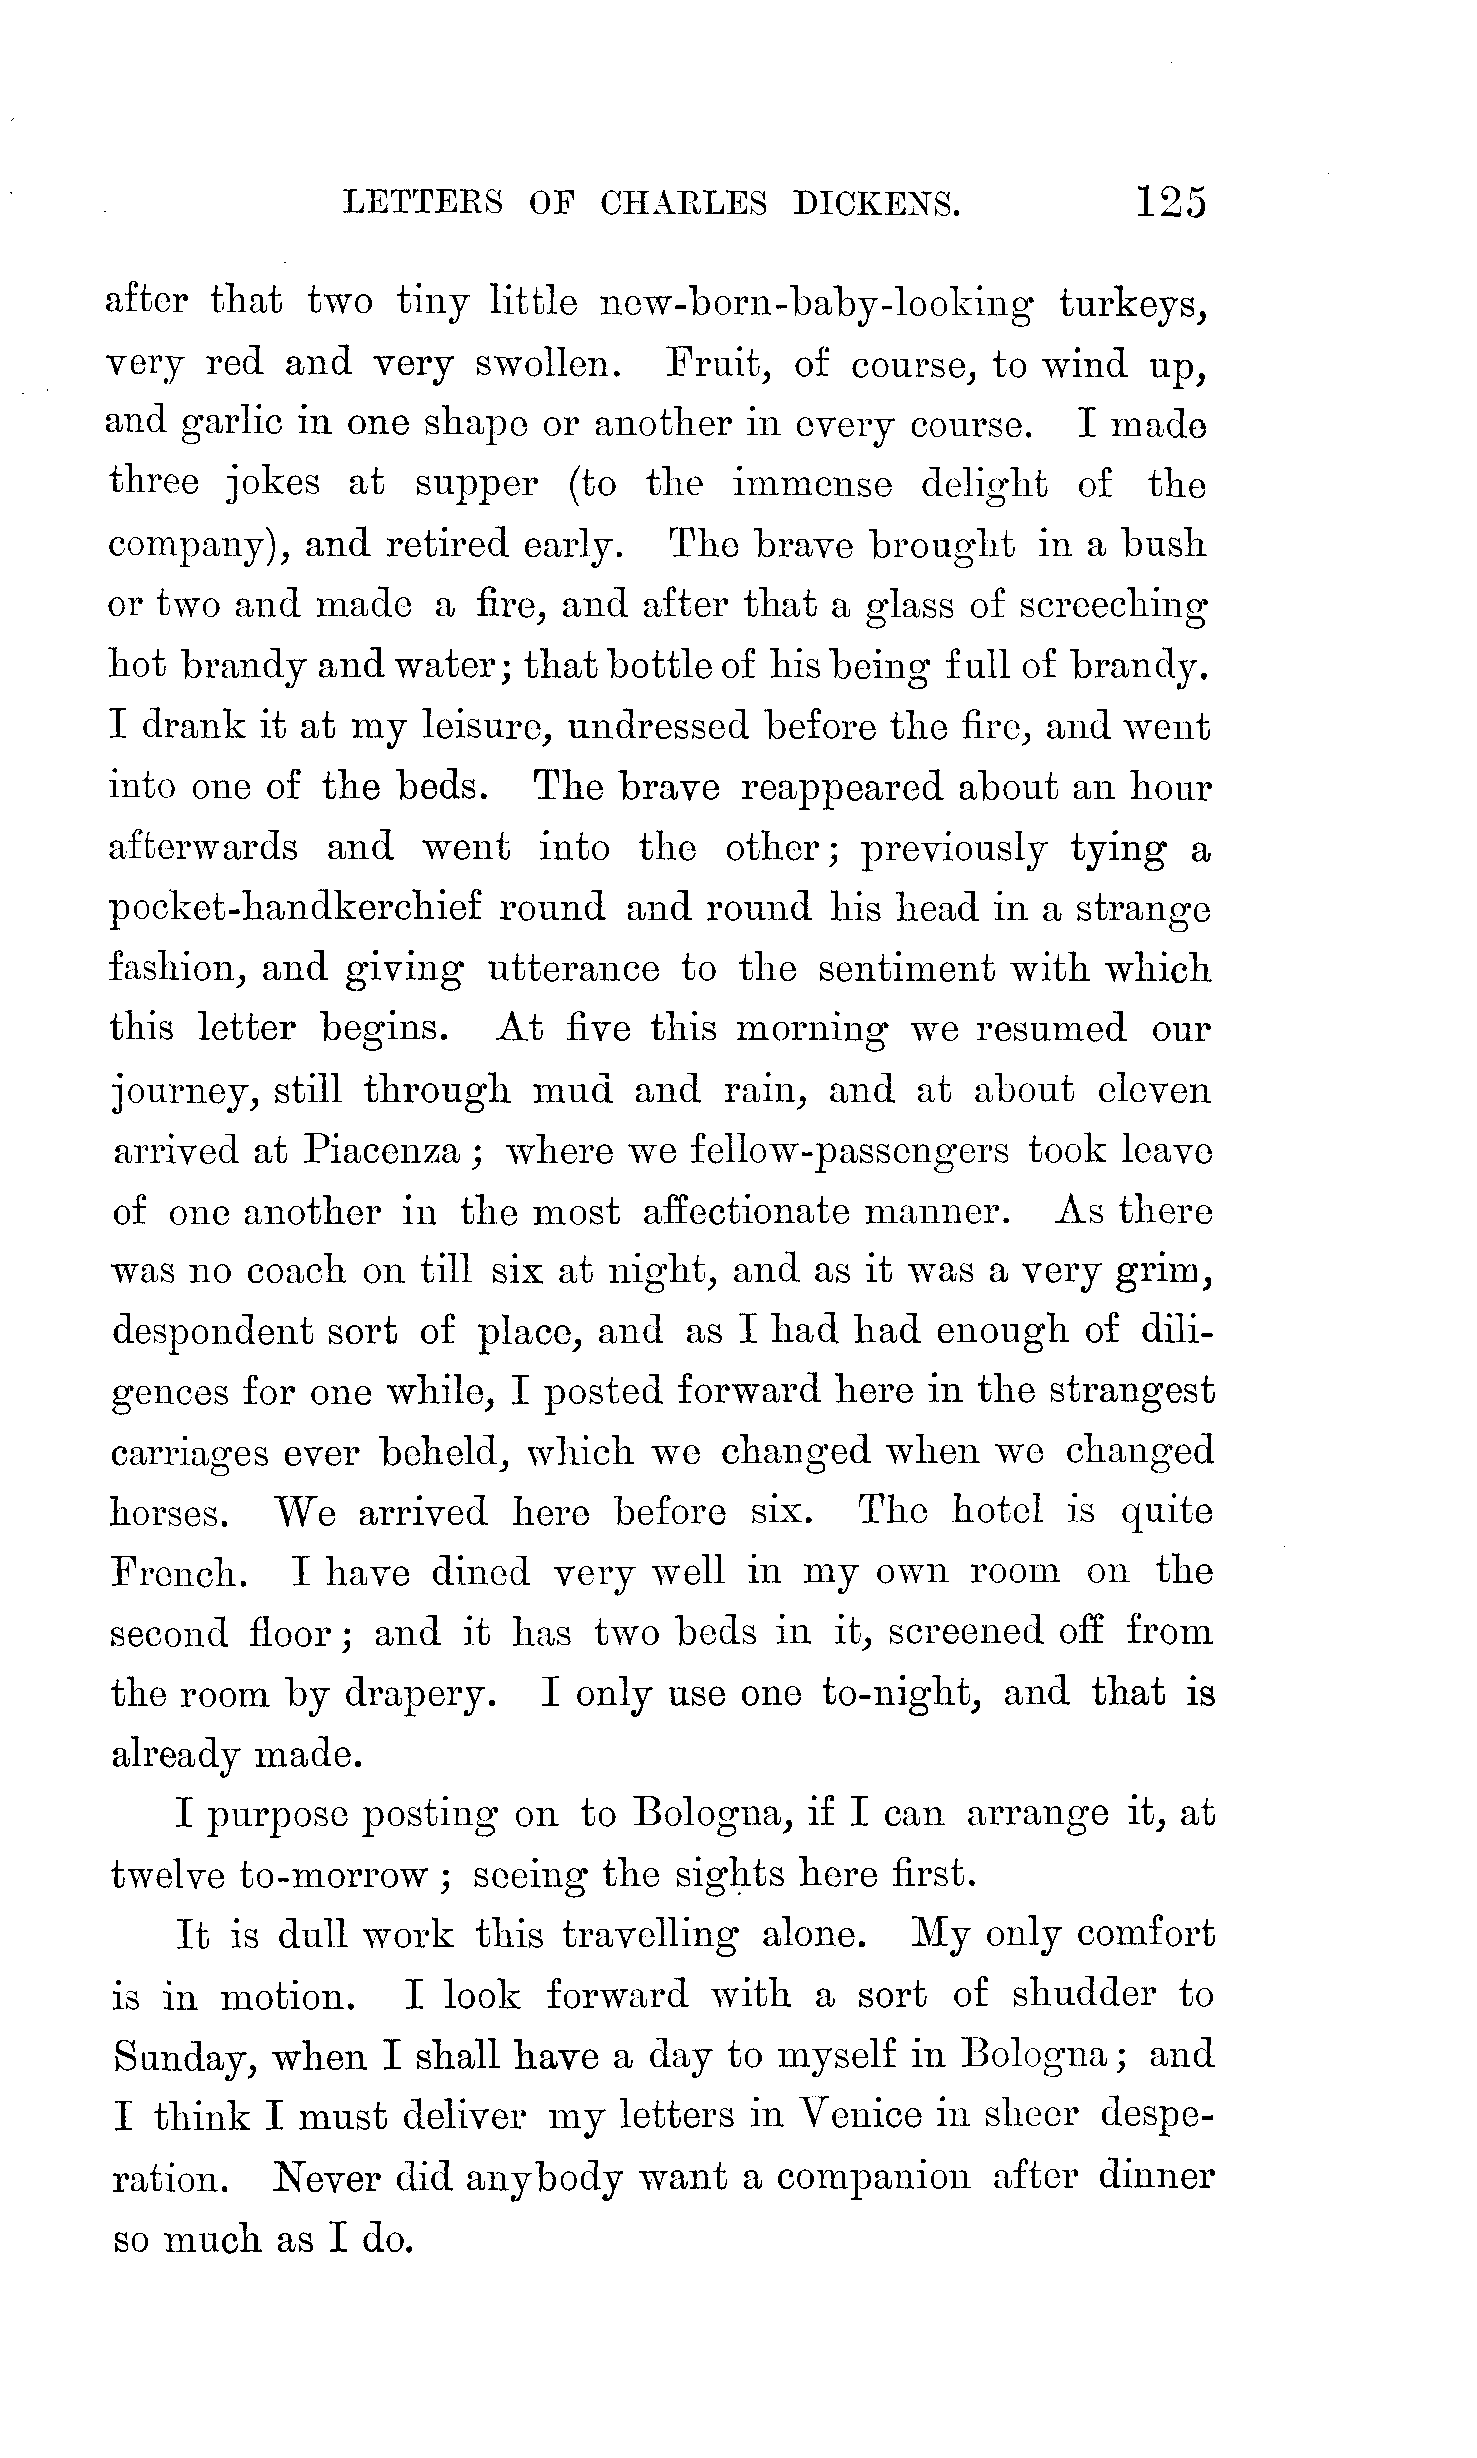 LETTERS OF CHARLES DICKENS. 125
after that two tiny little new-born-baby-looking turkeys,
very red and very swollen. Fruit, of course, to wind up,
and garlic in one shape or another in every course. I made
three jokes at supper (to the immense delight of the
company), and retired early. The brave brought in a bush
or two and made a fire, and after that a glass of screeching
hot brandy and water; that bottle of his being full of brandy.
I drank it at my leisure, undressed before the fire, and went
into one of the beds. The brave reappeared about an hour
afterwards and went into the other; previously tying a
pocket-handkerchief round and round his head in a strange
fashion, and giving utterance to the sentiment with which
this letter begins. At five this morning we resumed our
journey, still through mud and rain, and at about eleven
arrived at Piacenza; where we fellow-passengers took leave
of one another in the most affectionate manner. As there
was no coach on till six at night, and as it was a very grim,
despondent sort of place, and as I had had enough of dili-
gences for one while, I posted forward here in the strangest
carriages ever beheld, which we changed when we changed
horses. We arrived here before six. The hotel is quite
French. I have dined very well in my own room on the
second floor; and it has two beds in it, screened off from
the room by drapery. I only use one to-night, and that is
already made.
I purpose posting on to Bologna, if I can arrange it, at
twelve to-morrow; seeing the sights here first.
It is dull work this travelling alone. My only comfort
is in motion. I look forward with a sort of shudder to
Sunday, when I shall have a day to myself in Bologna; and
I think I must deliver my letters in Venice in sheer despe-
ration. Never did anybody want a companion after dinner
so much as I do.